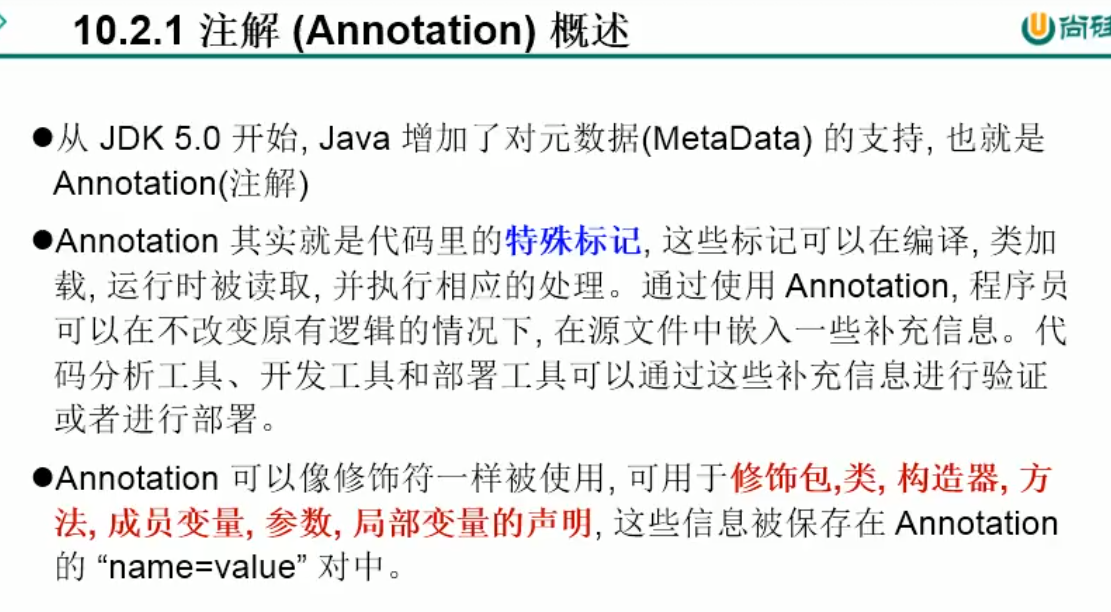 10.2.1 注解 (Annotation) 概述
尚硅
●从 JDK 5.0 开始, Java 增加了对元数据(MetaData) 的支持, 也就是
Annotation(注解)
●Annotation 其实就是代码里的特殊标记, 这些标记可以在编译, 类加
载, 运行时被读取, 并执行相应的处理。通过使用 Annotation, 程序员
可以在不改变原有逻辑的情况下, 在源文件中嵌入一些补充信息。代
码分析工具、开发工具和部署工具可以通过这些补充信息进行验证
或者进行部署。
●Annotation 可以像修饰符一样被使用, 可用于修饰包,类, 构造器, 方
法, 成员变量, 参数, 局部变量的声明, 这些信息被保存在 Annotation
的 “name=value” 对中。